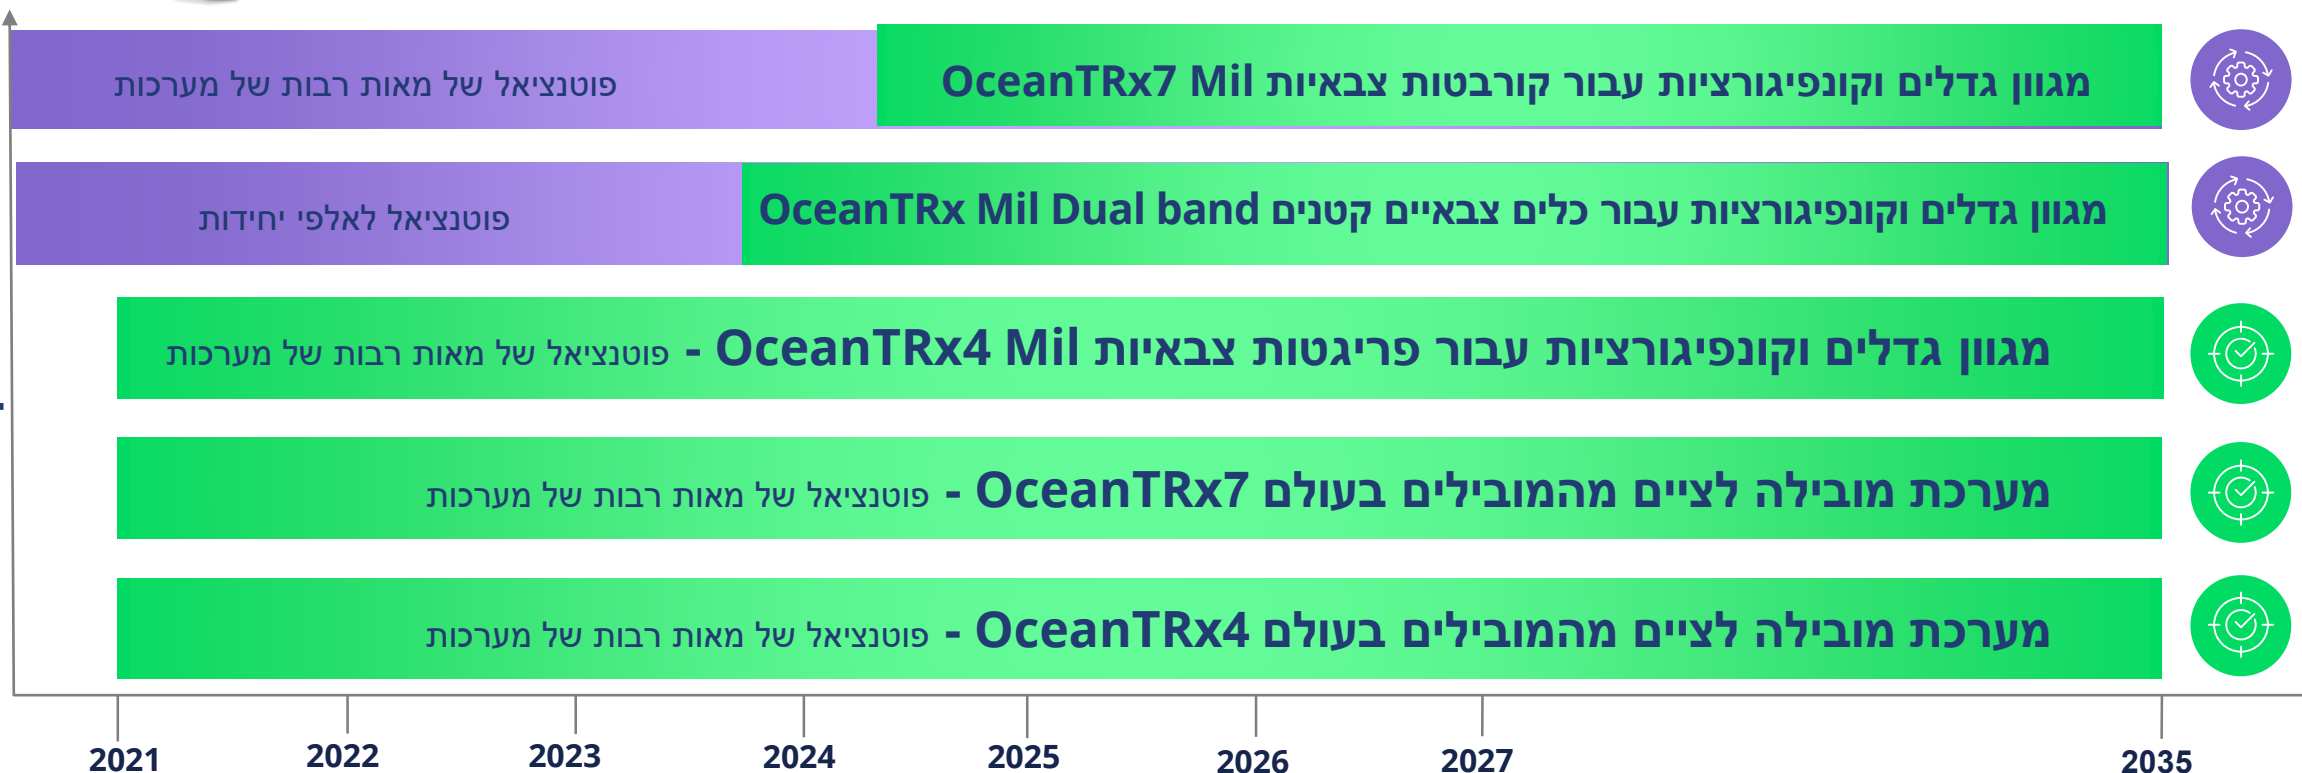 מגוון גדלים וקונפיגורציות עבור קורבטות צבאיות OceanTRx7 Mil
פוטנציאל של מאות רבות של מערכות
מגוון גדלים וקונפיגורציות עבור כלים צבאיים קטנים OceanTRx Mil Dual band
פוטנציאל לאלפי יחידות
מגוון גדלים וקונפיגורציות עבור פריגטות צבאיות OceanTRx4 Mil - פוטנציאל של מאות רבות של מערכות
מערכת מובילה לציים מהמובילים בעולם OceanTRx7 - פוטנציאל של מאות רבות של מערכות
מערכת מובילה לציים מהמובילים בעולם OceanTRx4 - פוטנציאל של מאות רבות של מערכות
2021 2022 2023 2024 2025 2026 2027 2035